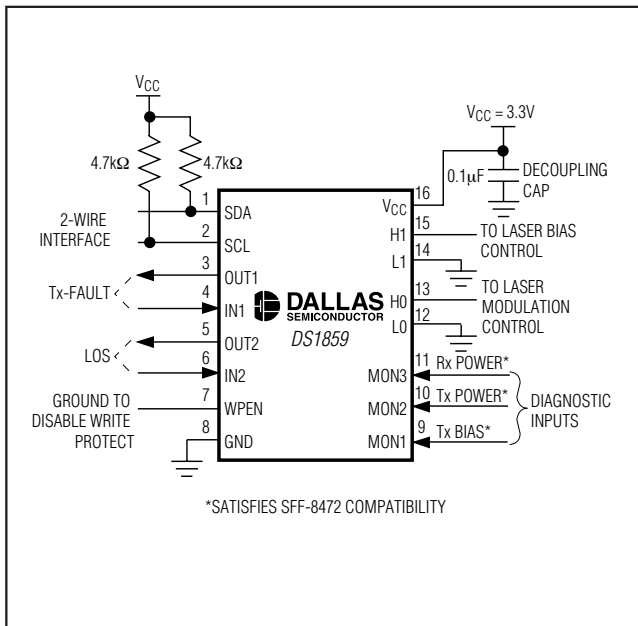 VCC
VCC = 3.3V
4.7kΩ
4.7kΩ
0.1μF
DECOUPLING
CAP
2-WIRE
INTERFACE
1
SDA
2
SCL
3
OUT1
Tx-FAULT
4
IN1
5
OUT2
LOS
6
IN2
GROUND TO
DISABLE WRITE
PROTECT
7
WPEN
8
GND
DALLAS
SEMICONDUCTOR
DS1859
16
VCC
15
H1
TO LASER BIAS
CONTROL
14
L1
13
H0
TO LASER
MODULATION
CONTROL
12
L0
11
MON3
Rx POWER*
10
MON2
Tx POWER*
9
MON1
Tx BIAS*
DIAGNOSTIC
INPUTS
*SATISFIES SFF-8472 COMPATIBILITY